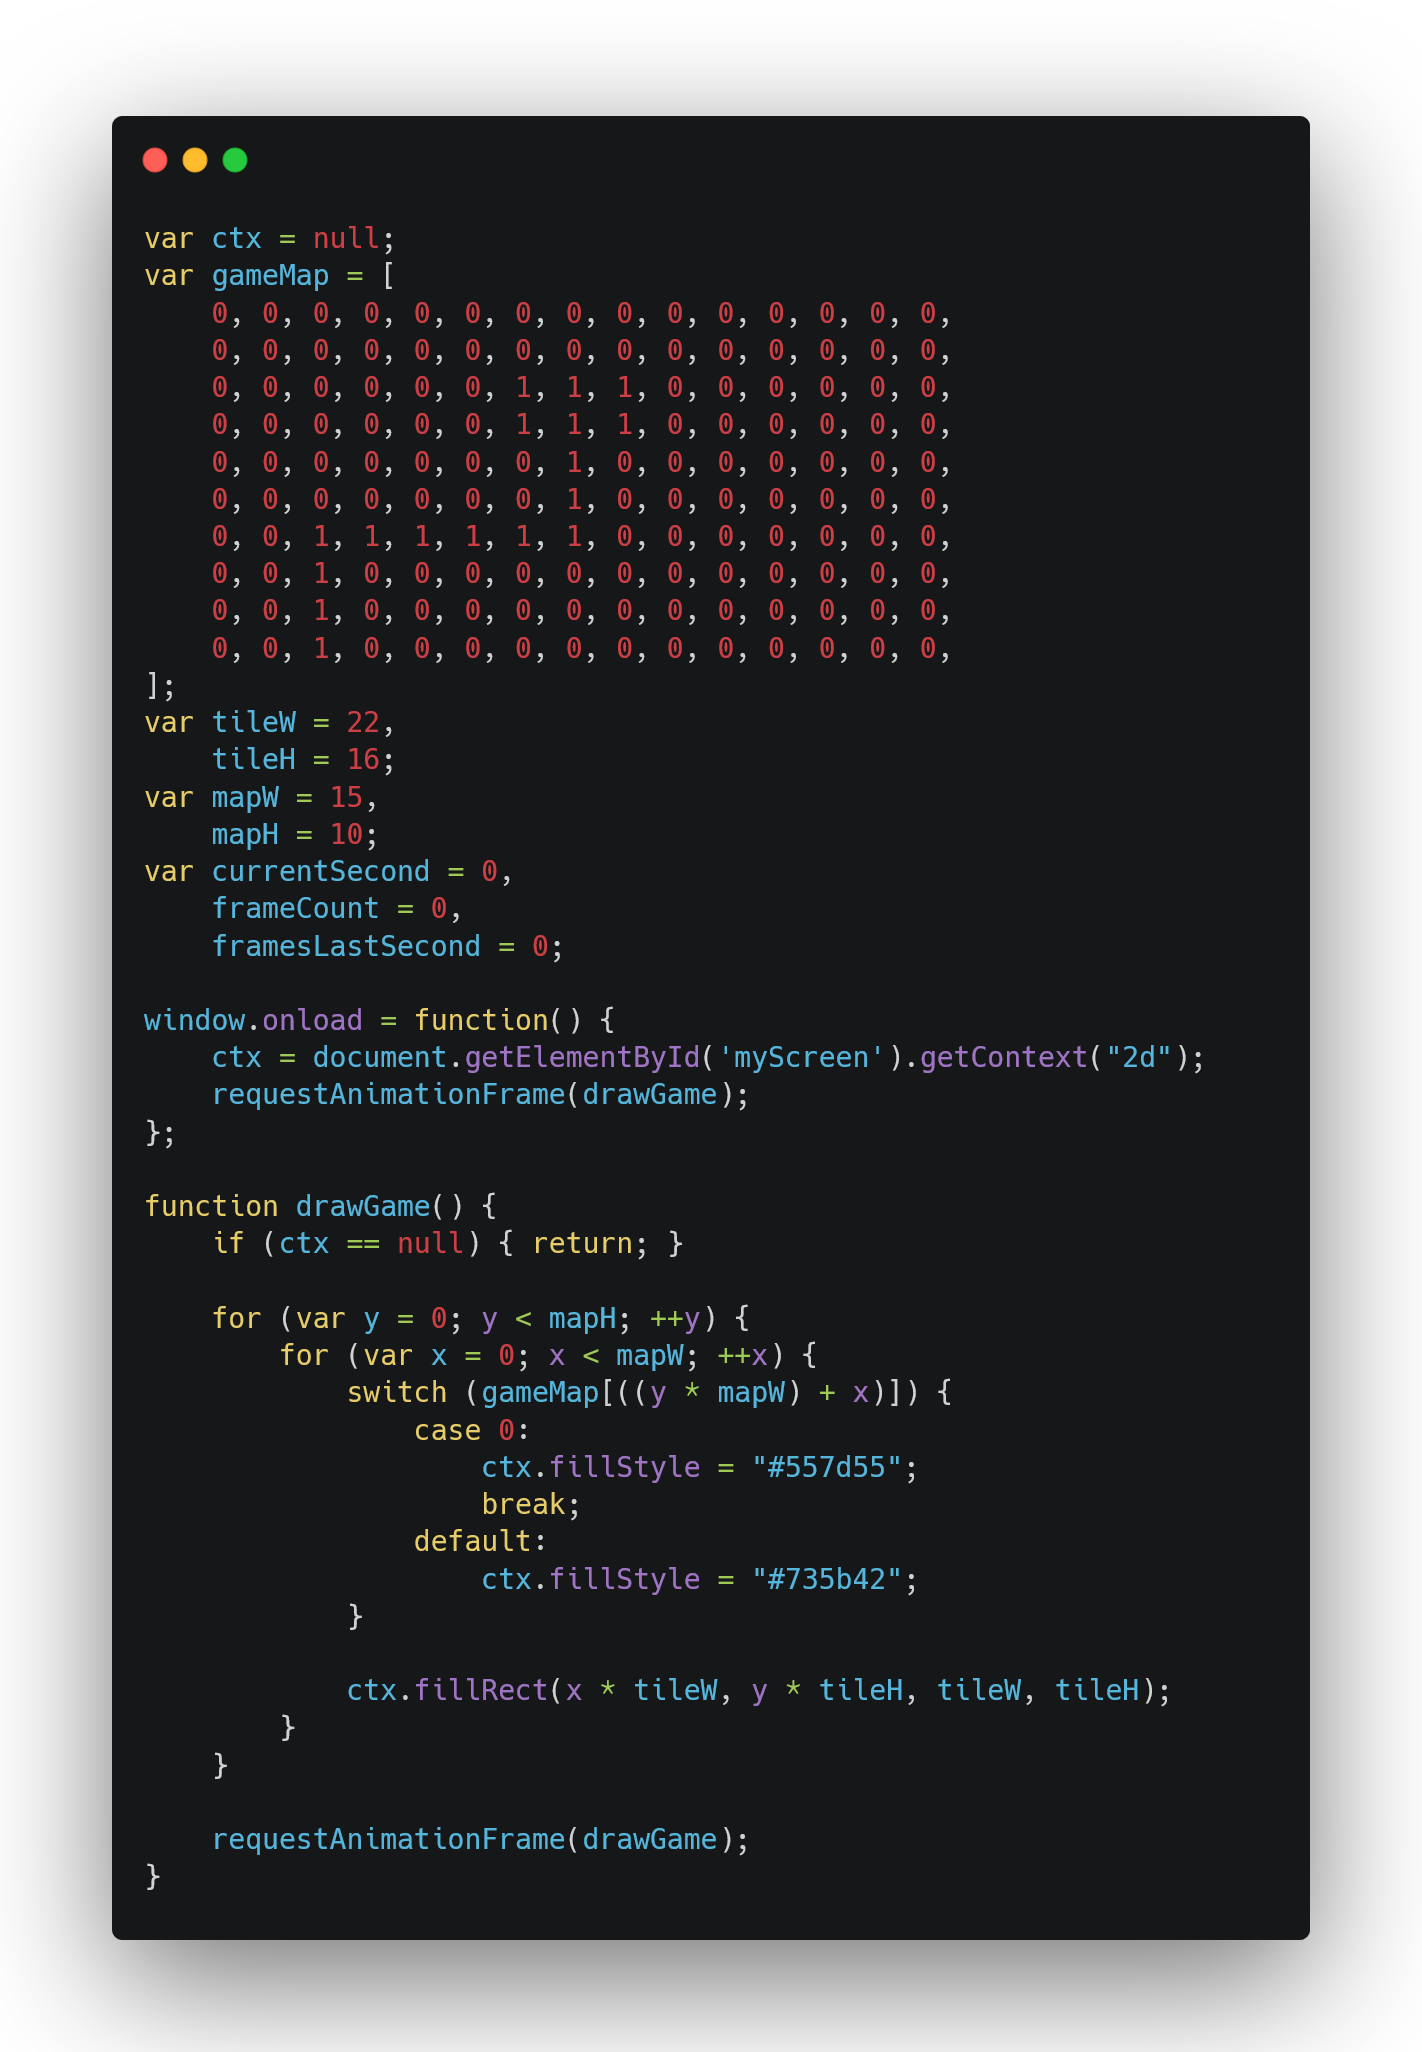 var ctx = null;
var gameMap = [
    0, 0, 0, 0, 0, 0, 0, 0, 0, 0, 0, 0, 0, 0, 0,
    0, 0, 0, 0, 0, 0, 0, 0, 0, 0, 0, 0, 0, 0, 0,
    0, 0, 0, 0, 0, 0, 1, 1, 1, 0, 0, 0, 0, 0, 0,
    0, 0, 0, 0, 0, 0, 1, 1, 1, 0, 0, 0, 0, 0, 0,
    0, 0, 0, 0, 0, 0, 0, 1, 0, 0, 0, 0, 0, 0, 0,
    0, 0, 0, 0, 0, 0, 0, 1, 0, 0, 0, 0, 0, 0, 0,
    0, 0, 1, 1, 1, 1, 1, 1, 0, 0, 0, 0, 0, 0, 0,
    0, 0, 1, 0, 0, 0, 0, 0, 0, 0, 0, 0, 0, 0, 0,
    0, 0, 1, 0, 0, 0, 0, 0, 0, 0, 0, 0, 0, 0, 0,
    0, 0, 1, 0, 0, 0, 0, 0, 0, 0, 0, 0, 0, 0, 0,
];
var tileW = 22,
    tileH = 16;
var mapW = 15,
    mapH = 10;
var currentSecond = 0,
    frameCount = 0,
    framesLastSecond = 0;

window.onload = function() {
    ctx = document.getElementById('myScreen').getContext("2d");
    requestAnimationFrame(drawGame);
};

function drawGame() {
    if (ctx == null) { return; }

    for (var y = 0; y < mapH; ++y) {
        for (var x = 0; x < mapW; ++x) {
            switch (gameMap[((y * mapW) + x)]) {
                case 0:
                    ctx.fillStyle = "#557d55";
                    break;
                default:
                    ctx.fillStyle = "#735b42";
            }

            ctx.fillRect(x * tileW, y * tileH, tileW, tileH);
        }
    }

    requestAnimationFrame(drawGame);
}